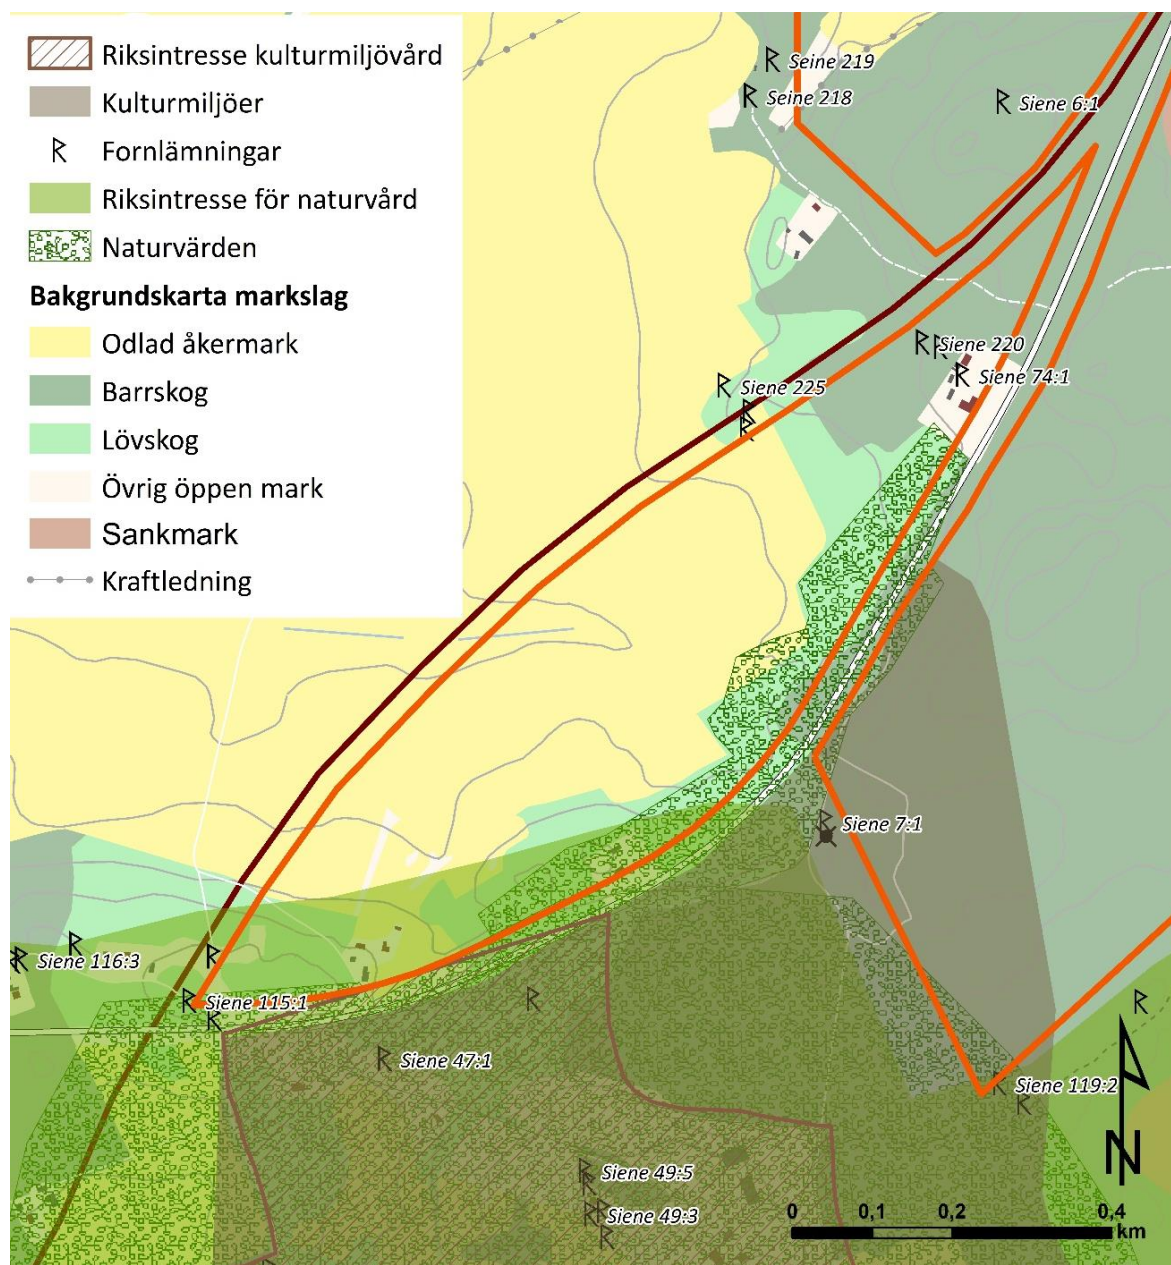 Riksintresse kulturmiljövård
Kulturmiljöer
Fornlämningar
Riksintresse för naturvård
Naturvärden
Bakgrundskarta markslag
Odlad åkermark
Barrskog
Lövskog
Övrig öppen mark
Sankmark
Kraftledning
Seine 219
Seine 218
Siene 6:1
Siene 220
Siene 74:1
Siene 225
Siene 7:1
Siene 116:3
Siene 115:1
Siene 47:1
Siene 119:2
Siene 49:5
Siene 49:3
N
0 0,1 0,2 0,4
km